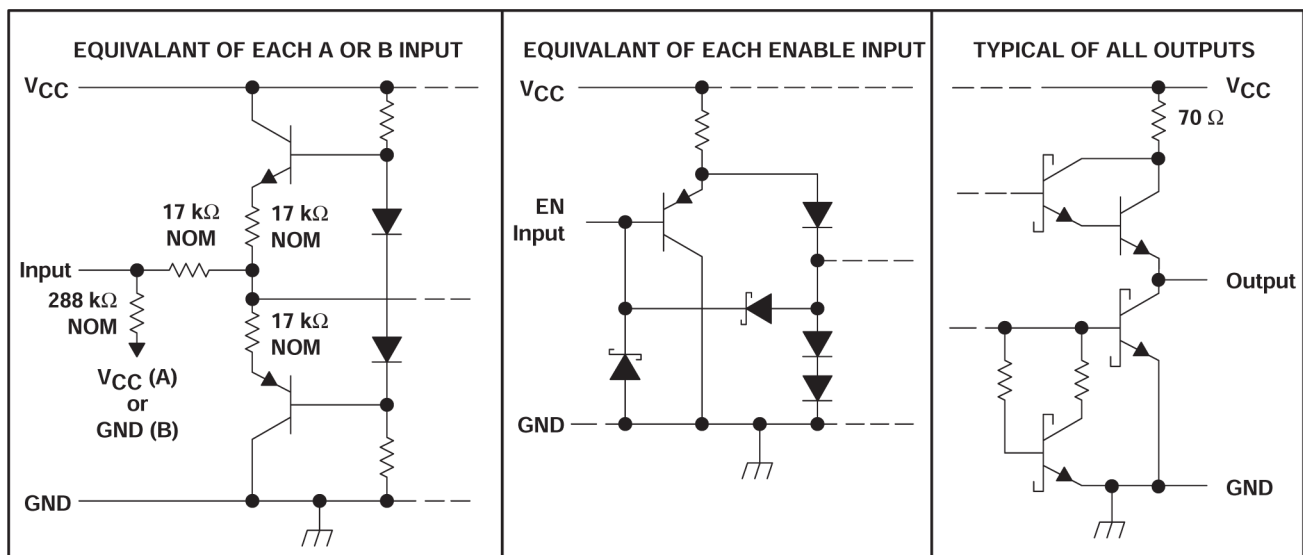 EQUIVALANT OF EACH A OR B INPUT
VCC
17 kΩ
NOM
17 kΩ
NOM
Input
288 kΩ
NOM
17 kΩ
NOM
VCC (A)
or
GND (B)
GND
EQUIVALANT OF EACH ENABLE INPUT
VCC
EN
Input
GND
TYPICAL OF ALL OUTPUTS
VCC
70 Ω
Output
GND